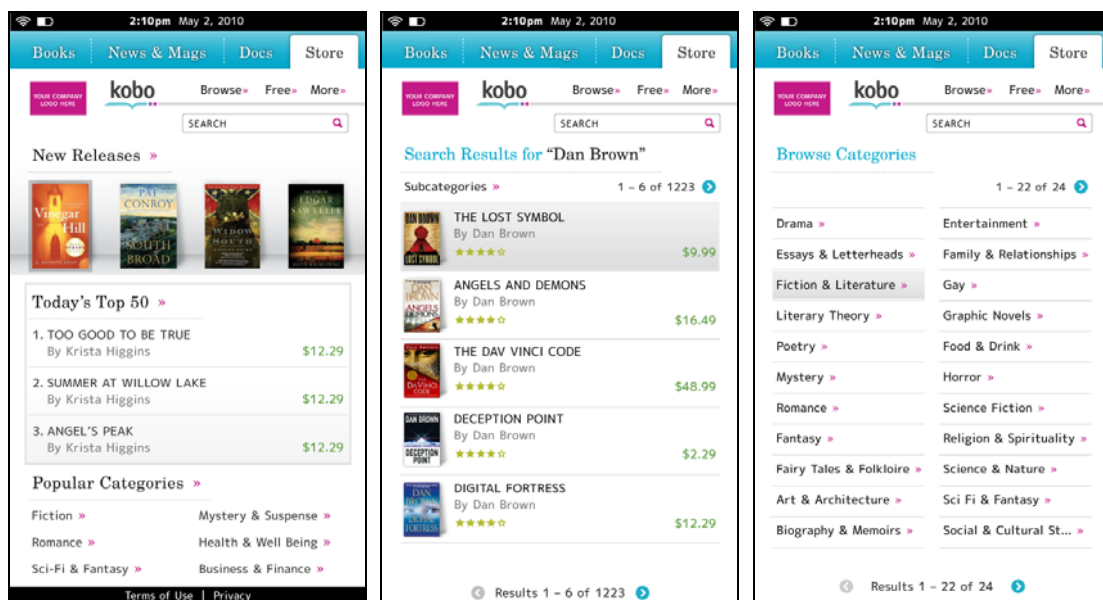 2:10pm May 2, 2010
Books News & Mags Docs Store
YOUR COMPANY
LOGO HERE
kobo
Browse» Free» More»
SEARCH
New Releases »
Vinegar
Hill
PAT
CONROY
SOUTH
BROAD
WIDOW
OF THE
SOUTH
EDGAR
SAWTELLE
Today's Top 50 »
1. TOO GOOD TO BE TRUE
By Krista Higgins $12.29
2. SUMMER AT WILLOW LAKE
By Krista Higgins $12.29
3. ANGEL'S PEAK
By Krista Higgins $12.29
Popular Categories »
Fiction » Mystery & Suspense »
Romance » Health & Well Being »
Sci-Fi & Fantasy » Business & Finance »
Terms of Use | Privacy
2:10pm May 2, 2010
Books News & Mags Docs Store
YOUR COMPANY
LOGO HERE
kobo
Browse» Free» More»
SEARCH
Search Results for “Dan Brown”
Subcategories » 1 – 6 of 1223
DAN BROWN
LOST SYMBOL
THE LOST SYMBOL
By Dan Brown
$9.99
DAN
BROWN
ANGELS
DEMONS
ANGELS AND DEMONS
By Dan Brown
$16.49
DAVINCI
CODE
THE DAV VINCI CODE
By Dan Brown
$48.99
DAN BROWN
DECEPTION
POINT
DECEPTION POINT
By Dan Brown
$2.29
DAN
BROWN
DIGITAL
FORTRESS
DIGITAL FORTRESS
By Dan Brown
$12.29
Results 1 – 6 of 1223
2:10pm May 2, 2010
Books News & Mags Docs Store
YOUR COMPANY
LOGO HERE
kobo
Browse» Free» More»
SEARCH
Browse Categories
1 – 22 of 24
Drama » Entertainment »
Essays & Letterheads » Family & Relationships »
Fiction & Literature » Gay »
Literary Theory » Graphic Novels »
Poetry » Food & Drink »
Mystery » Horror »
Romance » Science Fiction »
Fantasy » Religion & Spirituality »
Fairy Tales & Folkloire » Science & Nature »
Art & Architecture » Sci Fi & Fantasy »
Biography & Memoirs » Social & Cultural St... »
Results 1 – 22 of 24